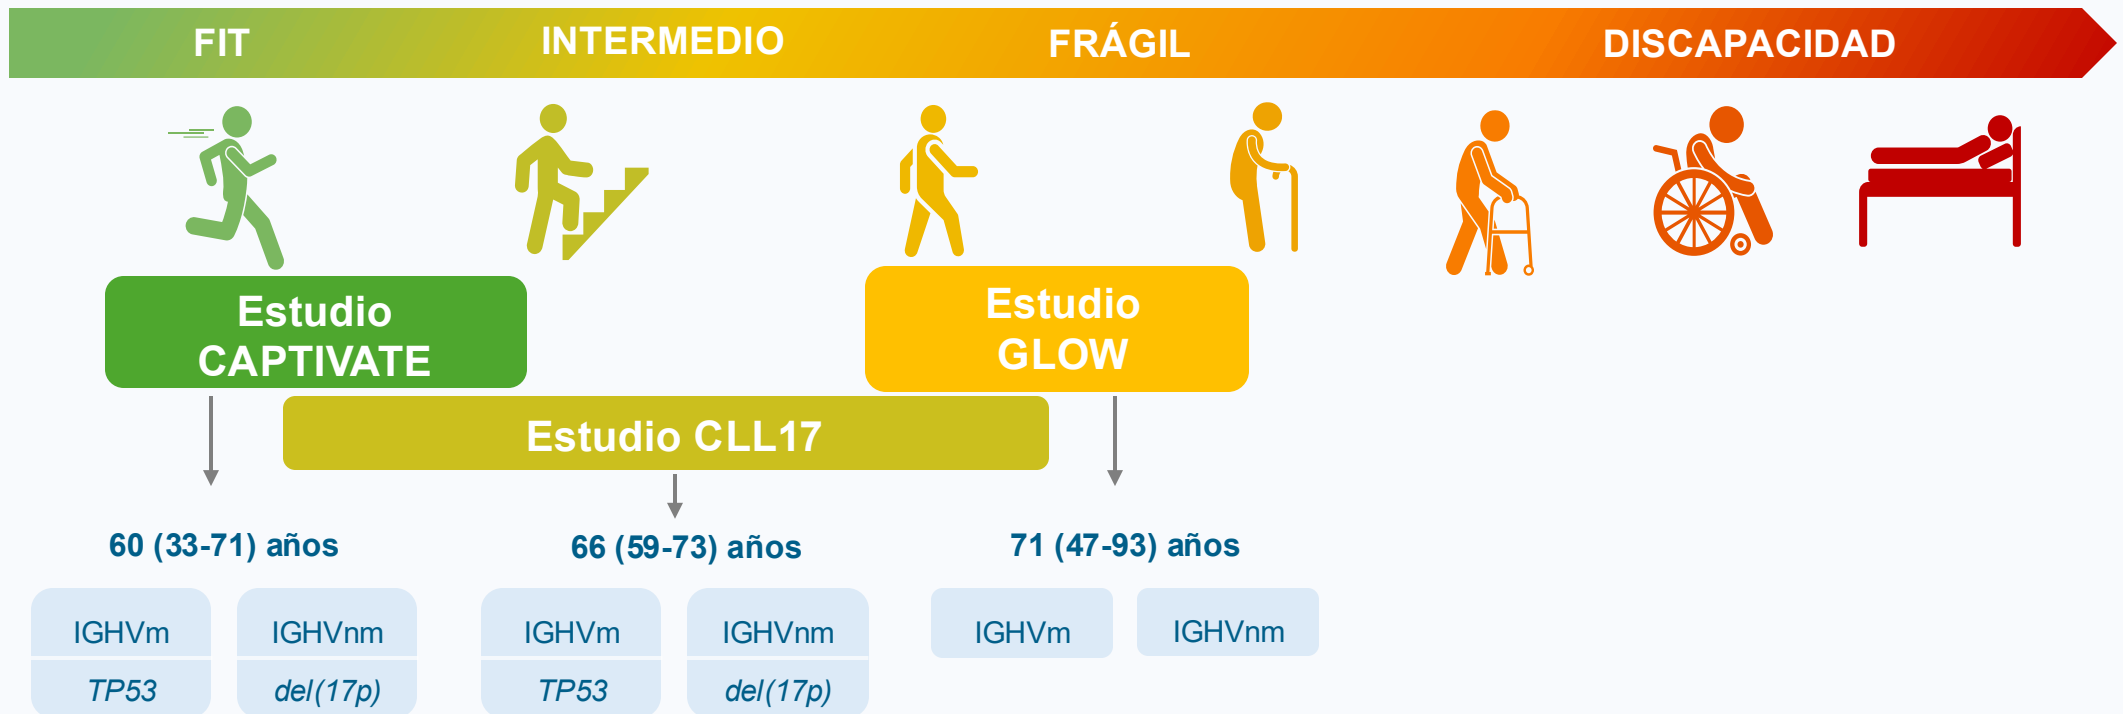 FIT
INTERMEDIO
FRÁGIL
DISCAPACIDAD
Estudio
CAPTIVATE
Estudio
GLOW
Estudio CLL17
60 (33-71) años
66 (59-73) años
71 (47-93) años
IGHVm
IGHVnm
IGHVm
IGHVnm
IGHVm
IGHVnm
TP53
del(17p)
TP53
del(17p)